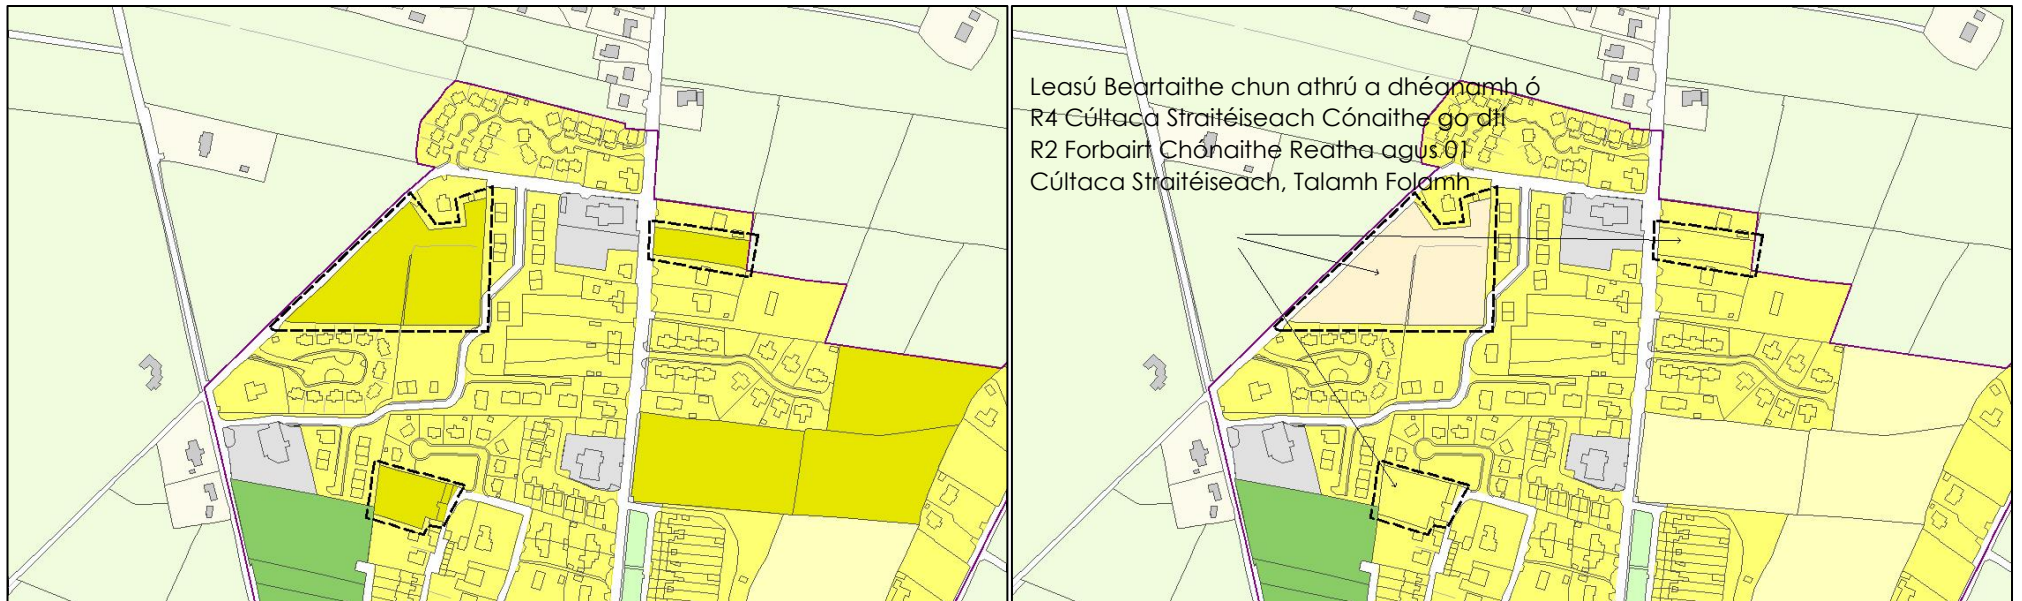 Leasú Beartaithe chun athrú a dhéanamh ó
R4 Cúltaca Straitéiseach Cónaithe go dtí
R2 Forbairt Chónaithe Reatha agus 01
Cúltaca Straitéiseach, Talamh Folamh